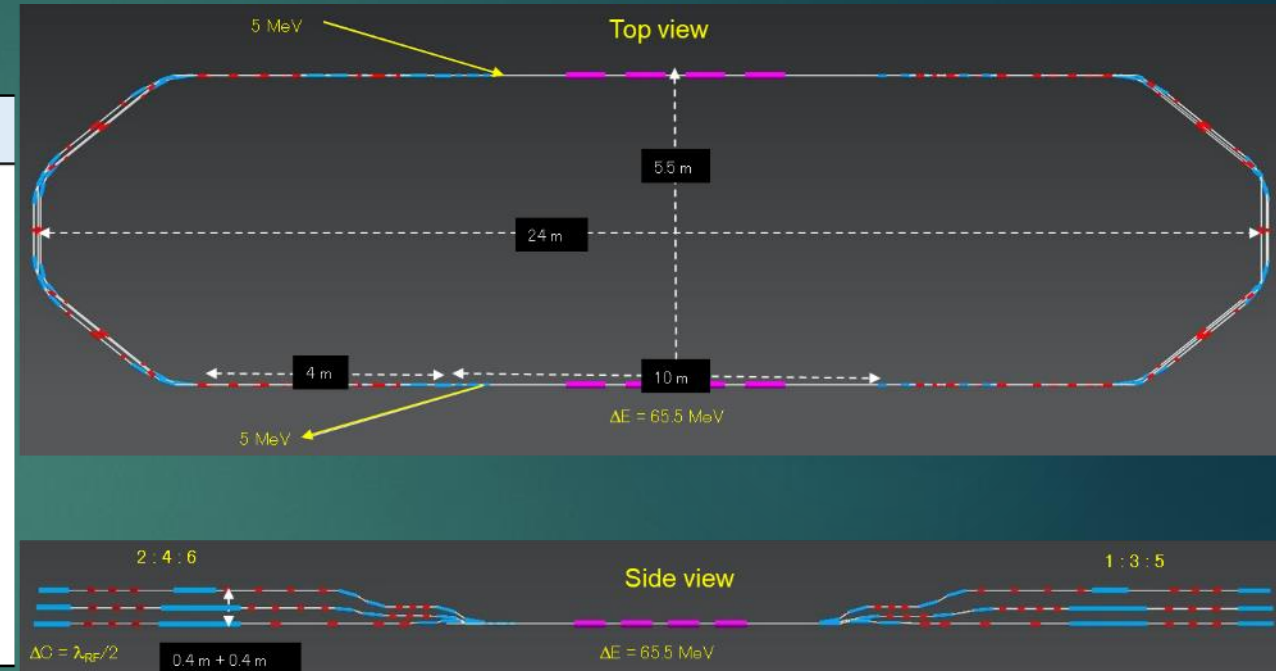 5 MeV
Top view
5.5 m
24 m
4 m
10 m
ΔE = 65.5 MeV
5 MeV
2 : 4 : 6
1 : 3 : 5
Side view
ΔC = λRF/2
0.4 m + 0.4 m
ΔE = 65.5 MeV